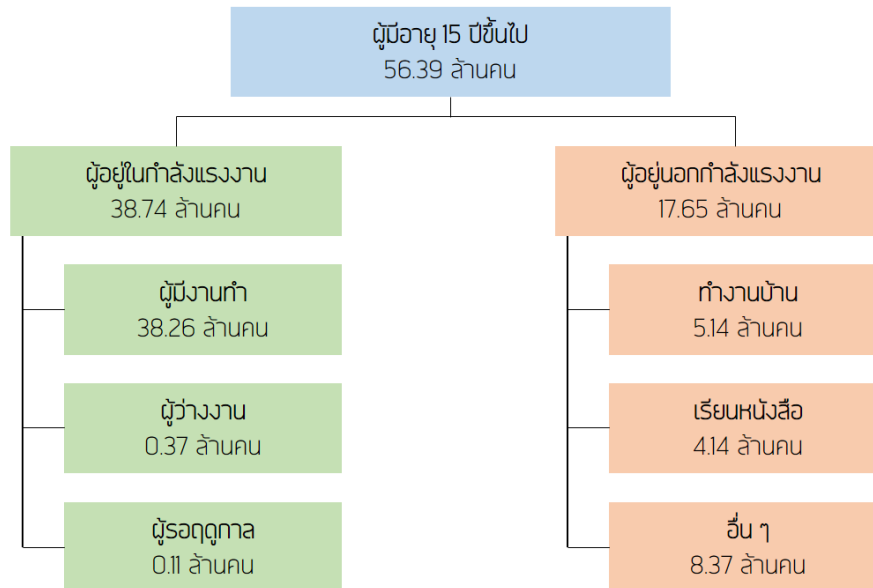 ผู้มีอายุ 15 ปีขึ้นไป
56.39 ล้านคน
ผู้อยู่ในกำลังแรงงาน
38.74 ล้านคน
ผู้มีงานทำ
38.26 ล้านคน
ผู้ว่างงาน
0.37 ล้านคน
ผู้รอฤดูกาล
0.11 ล้านคน
ผู้อยู่นอกกำลังแรงงาน
17.65 ล้านคน
ทำงานบ้าน
5.14 ล้านคน
เรียนหนังสือ
4.14 ล้านคน
อื่น ๆ
8.37 ล้านคน